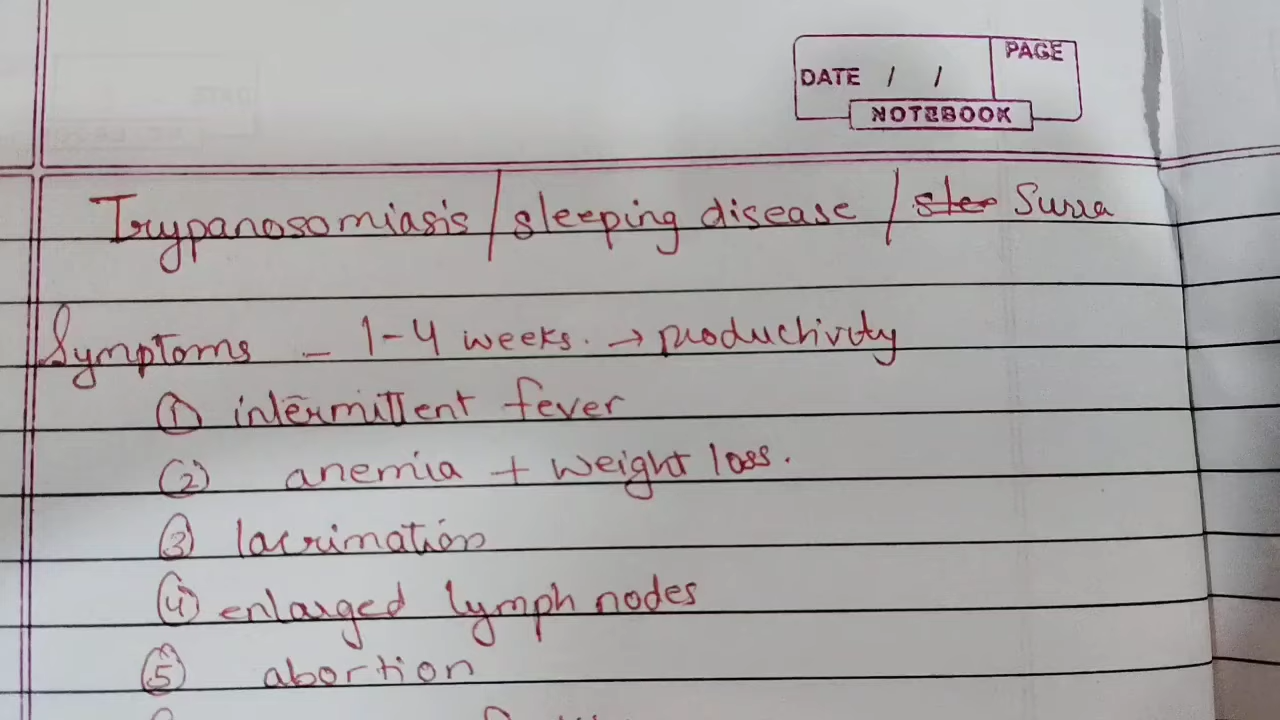 PAGE
DATE / /
NOTEBOOK
Trypanosomiasis / sleeping disease / slee Surra
Symptoms – 1-4 weeks. → productivity
① intermittent fever
② anemia + weight loss.
③ lacrimation
④ enlarged lymph nodes
⑤ abortion